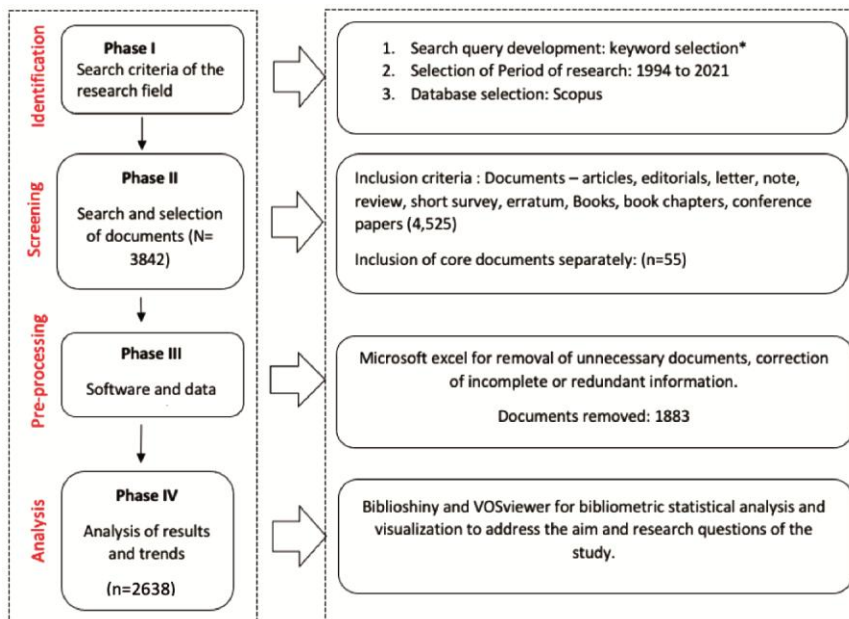 Identification
Phase I
Search criteria of the
research field
1. Search query development: keyword selection*
2. Selection of Period of research: 1994 to 2021
3. Database selection: Scopus
Screening
Phase II
Search and selection
of documents (N=
3842)
Inclusion criteria : Documents – articles, editorials, letter, note,
review, short survey, erratum, Books, book chapters, conference
papers (4,525)
Inclusion of core documents separately: (n=55)
Pre-processing
Phase III
Software and data
Microsoft excel for removal of unnecessary documents, correction
of incomplete or redundant information.
Documents removed: 1883
Analysis
Phase IV
Analysis of results
and trends
(n=2638)
Biblioshiny and VOSviewer for bibliometric statistical analysis and
visualization to address the aim and research questions of the
study.